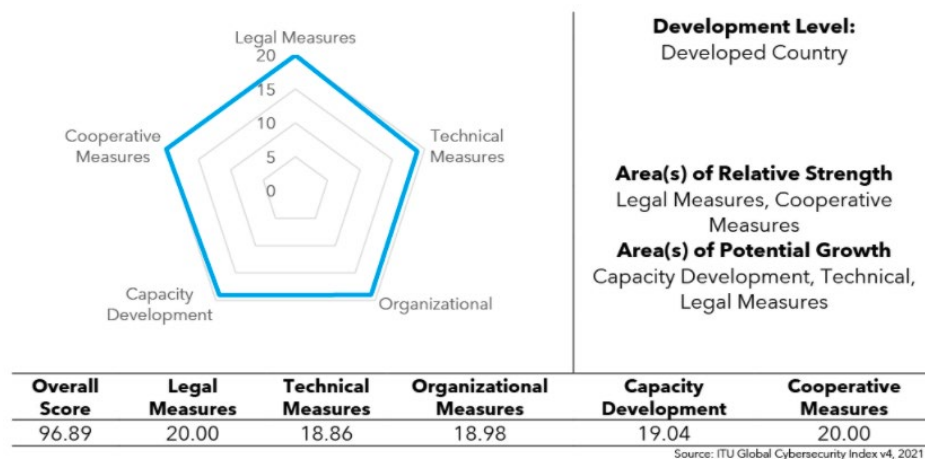 Legal Measures
20
15
10
5
0
Technical
Measures
Organizational
Capacity
Development
Cooperative
Measures
Development Level:
Developed Country
Area(s) of Relative Strength
Legal Measures, Cooperative
Measures
Area(s) of Potential Growth
Capacity Development, Technical,
Legal Measures
Overall Score Legal Measures Technical Measures Organizational Measures Capacity Development Cooperative Measures
96.89 20.00 18.86 18.98 19.04 20.00
Source: ITU Global Cybersecurity Index v4, 2021